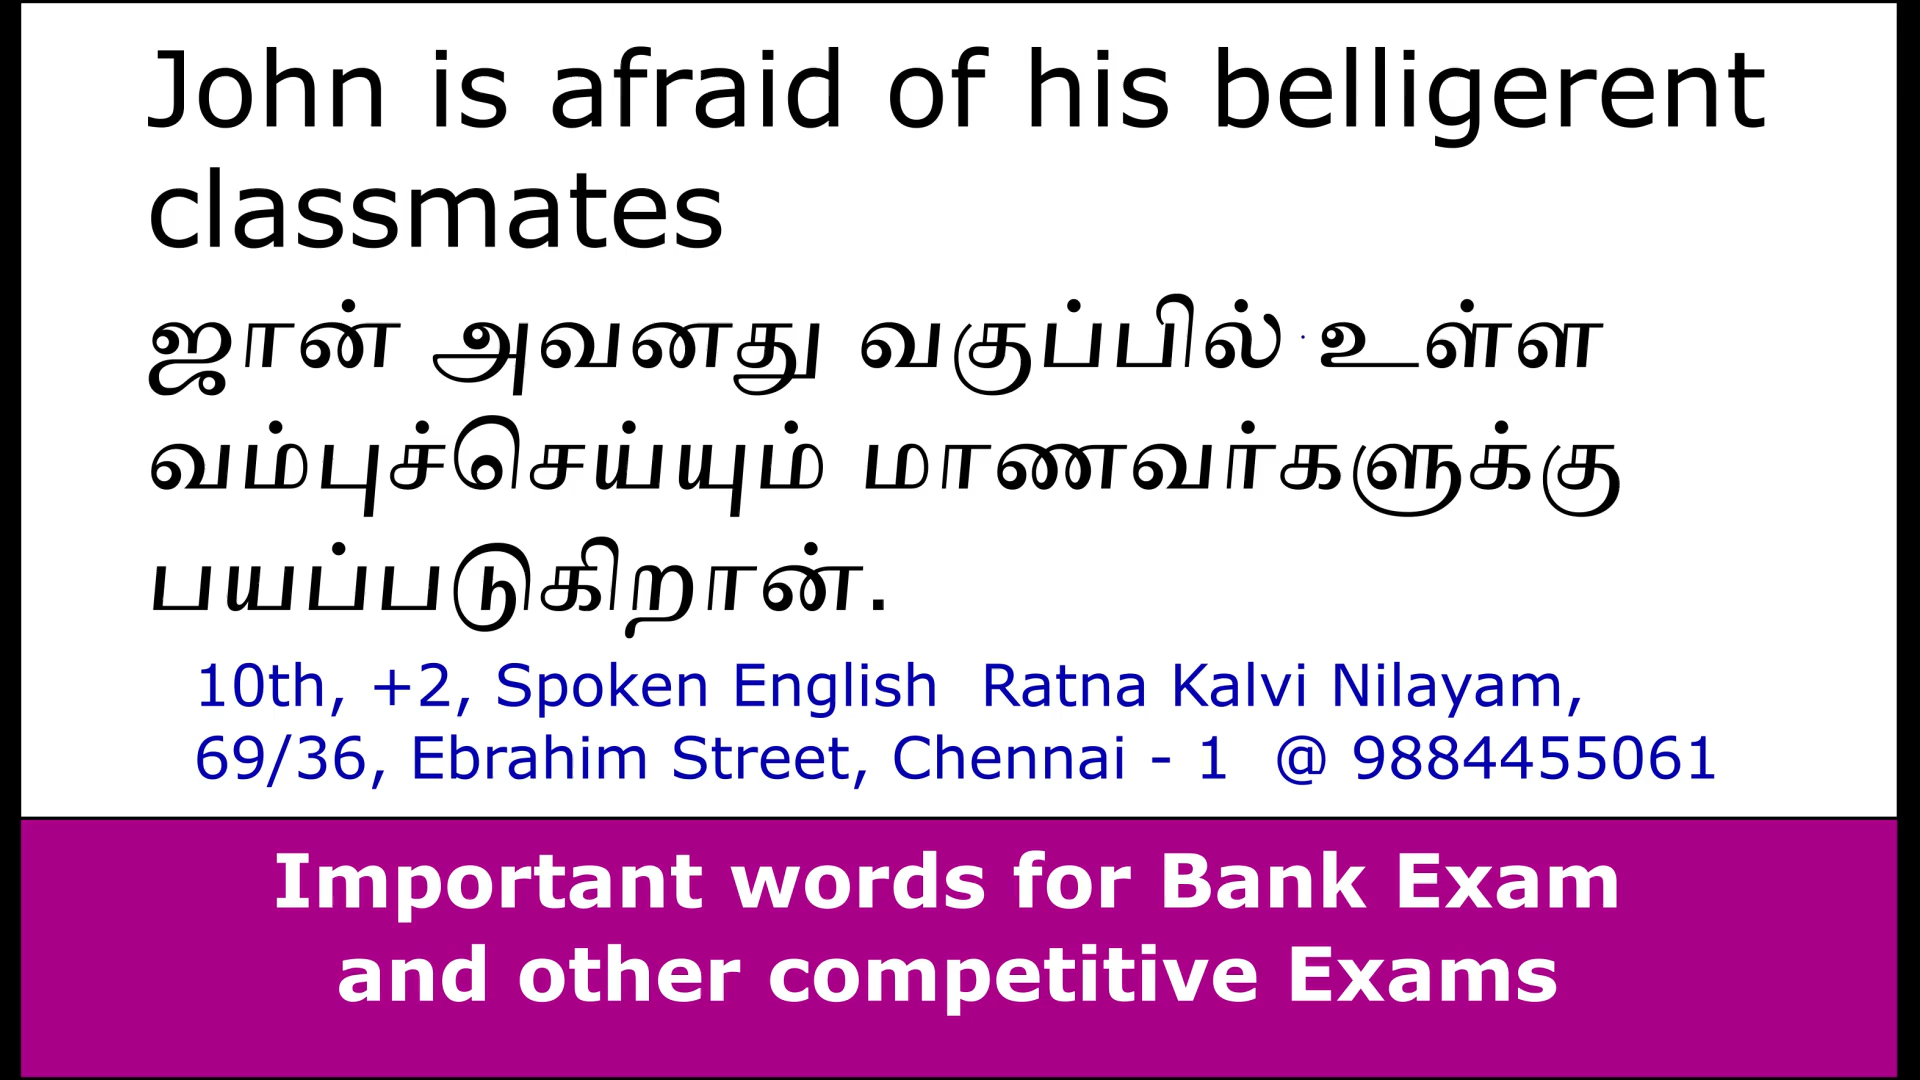 John is afraid of his belligerent
classmates
ஜான் அவனது வகுப்பில் உள்ள
வம்புச்செய்யும் மாணவர்களுக்கு
பயப்படுகிறான்.
10th, +2, Spoken English  Ratna Kalvi Nilayam,
69/36, Ebrahim Street, Chennai - 1  @ 9884455061
Important words for Bank Exam
and other competitive Exams